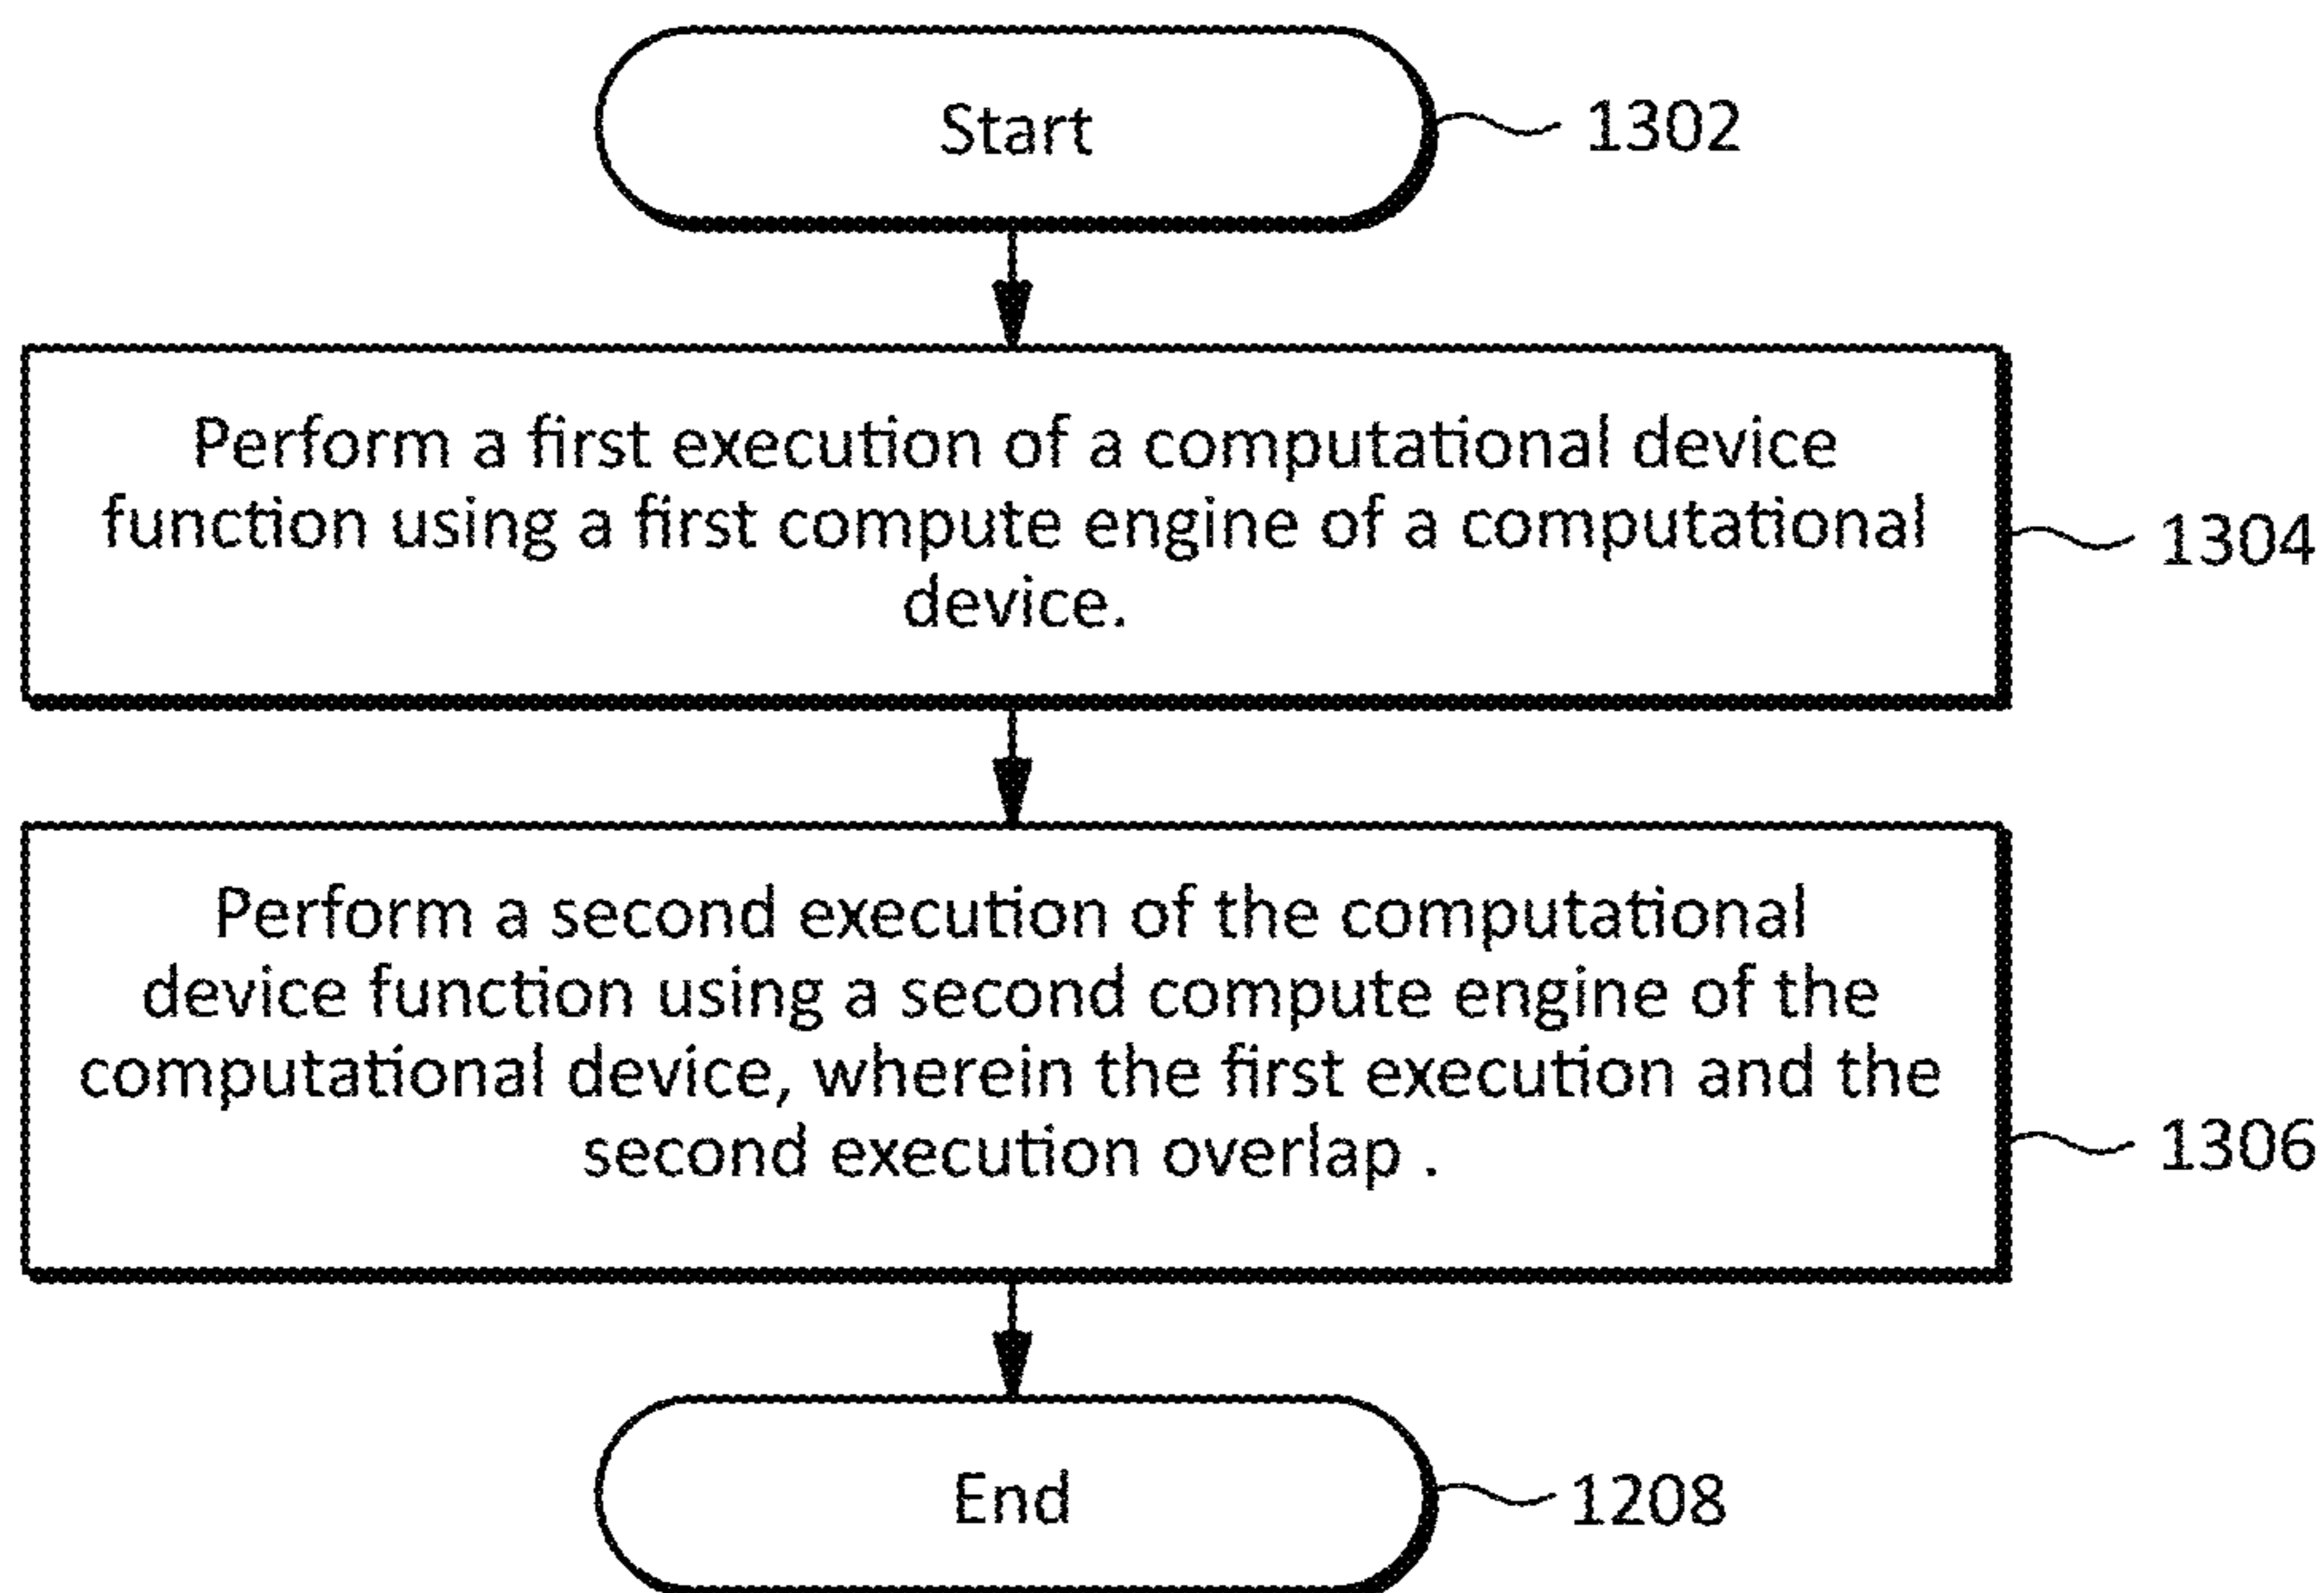 Start
1302
Perform a first execution of a computational device
function using a first compute engine of a computational
device.
1304
Perform a second execution of the computational
device function using a second compute engine of the
computational device, wherein the first execution and the
second execution overlap .
1306
End
1208